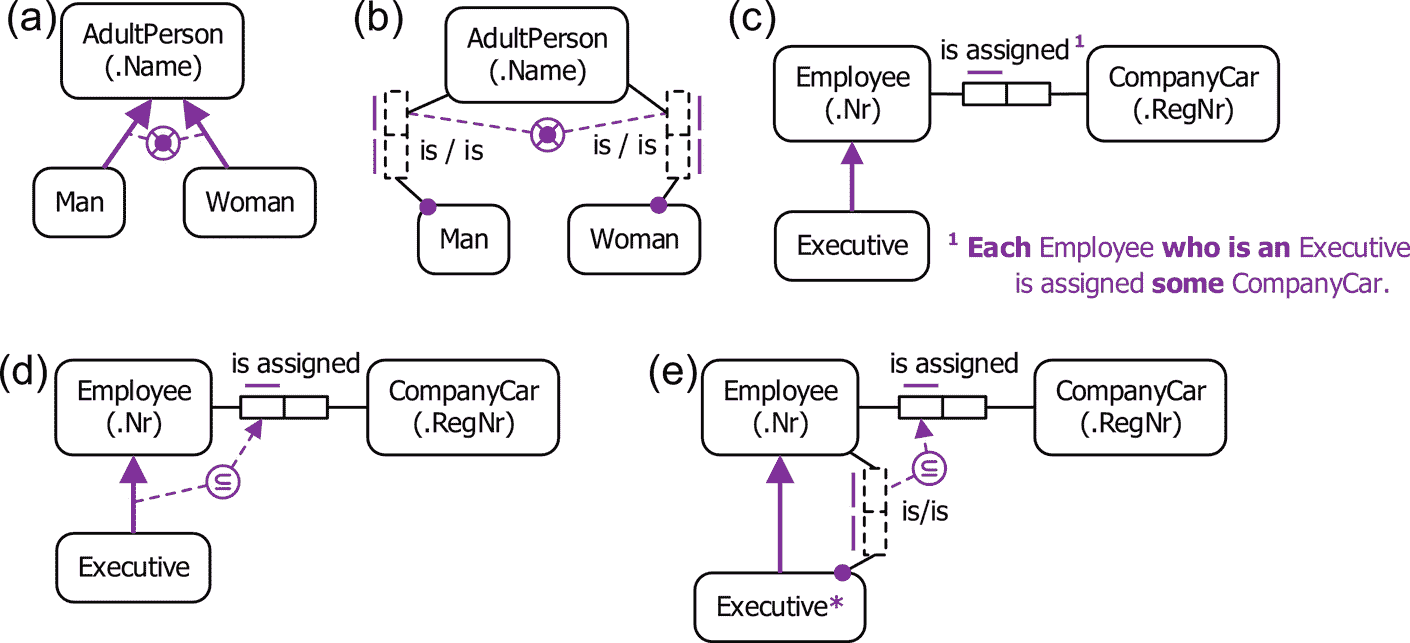 (a)
AdultPerson
(.Name)
Man
Woman
(b)
AdultPerson
(.Name)
is / is
is / is
Man
Woman
(c)
Employee
(.Nr)
is assigned 1
CompanyCar
(.RegNr)
Executive
1 Each Employee who is an Executive
is assigned some CompanyCar.
(d)
Employee
(.Nr)
is assigned
CompanyCar
(.RegNr)
⊆
Executive
(e)
Employee
(.Nr)
is assigned
CompanyCar
(.RegNr)
⊆
is/is
Executive*